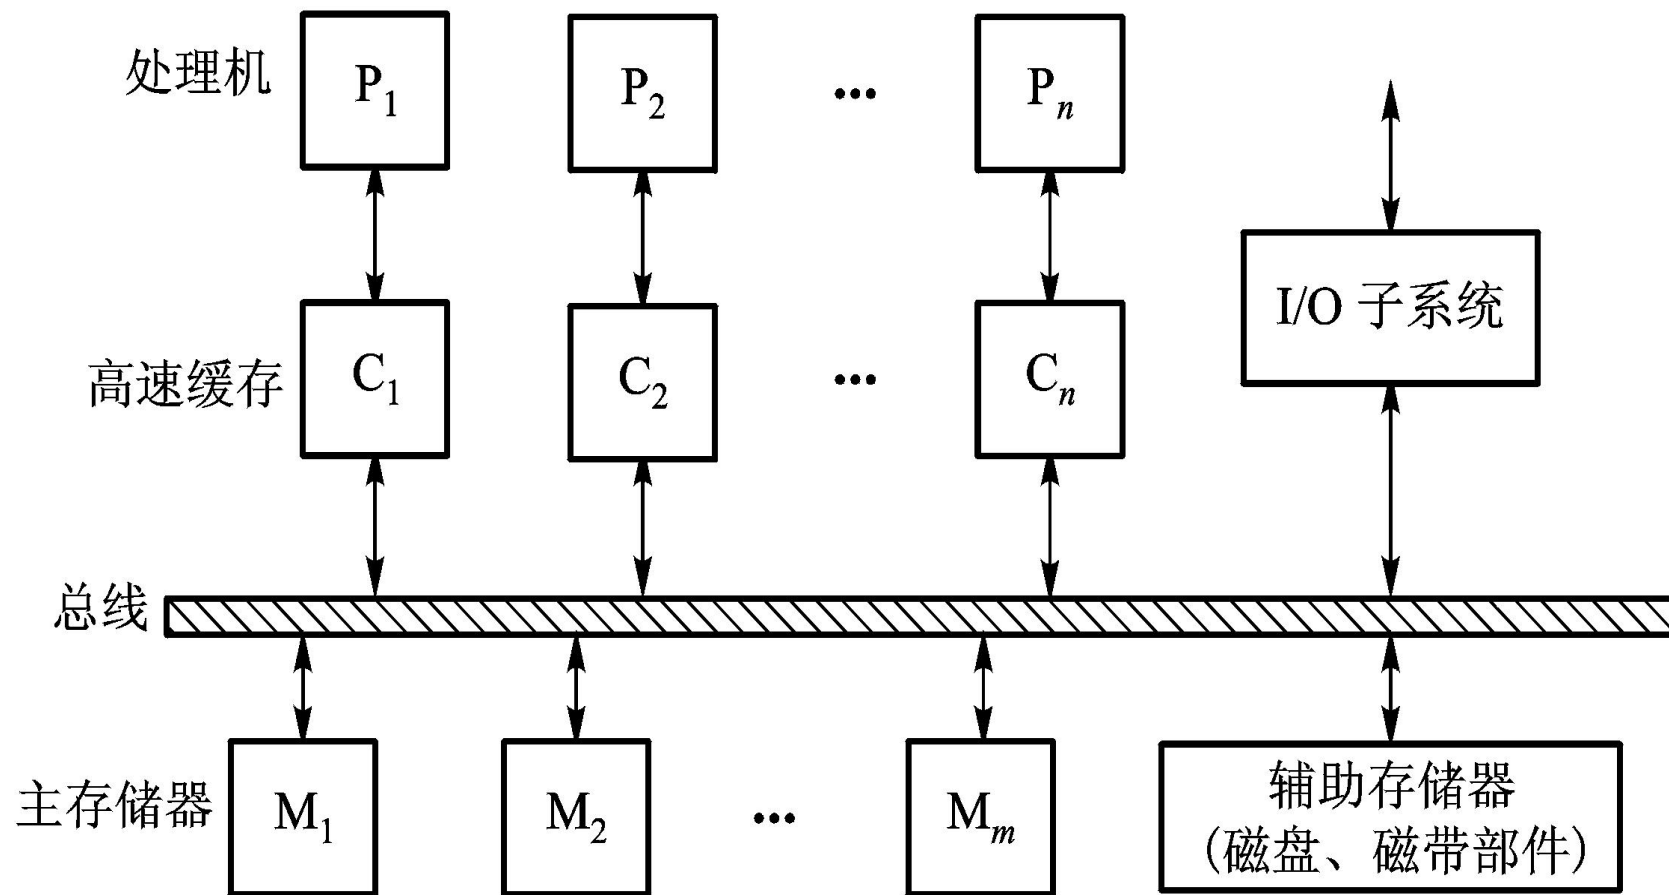 处理机 P1 P2 ... Pn
I/O 子系统
高速缓存 C1 C2 ... Cn
总线
主存储器 M1 M2 ... Mm
辅助存储器
(磁盘、磁带部件)